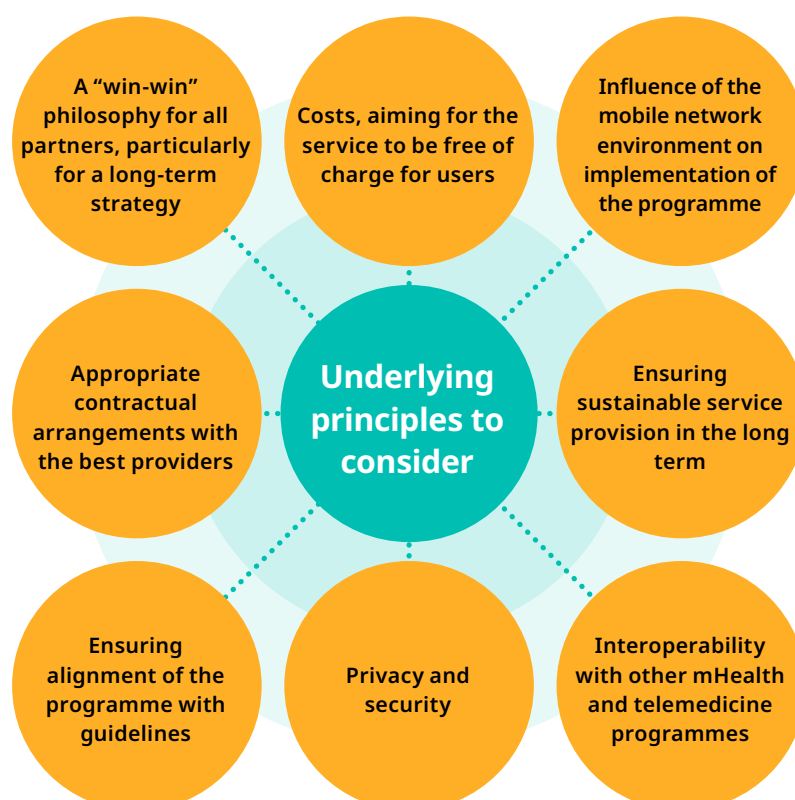 A “win-win”
philosophy for all
partners, particularly
for a long-term
strategy
Costs, aiming for the
service to be free of
charge for users
Influence of the
mobile network
environment on
implementation of
the programme
Appropriate
contractual
arrangements with
the best providers
Underlying
principles to
consider
Ensuring
sustainable service
provision in the long
term
Ensuring
alignment of the
programme with
guidelines
Privacy and
security
Interoperability
with other mHealth
and telemedicine
programmes